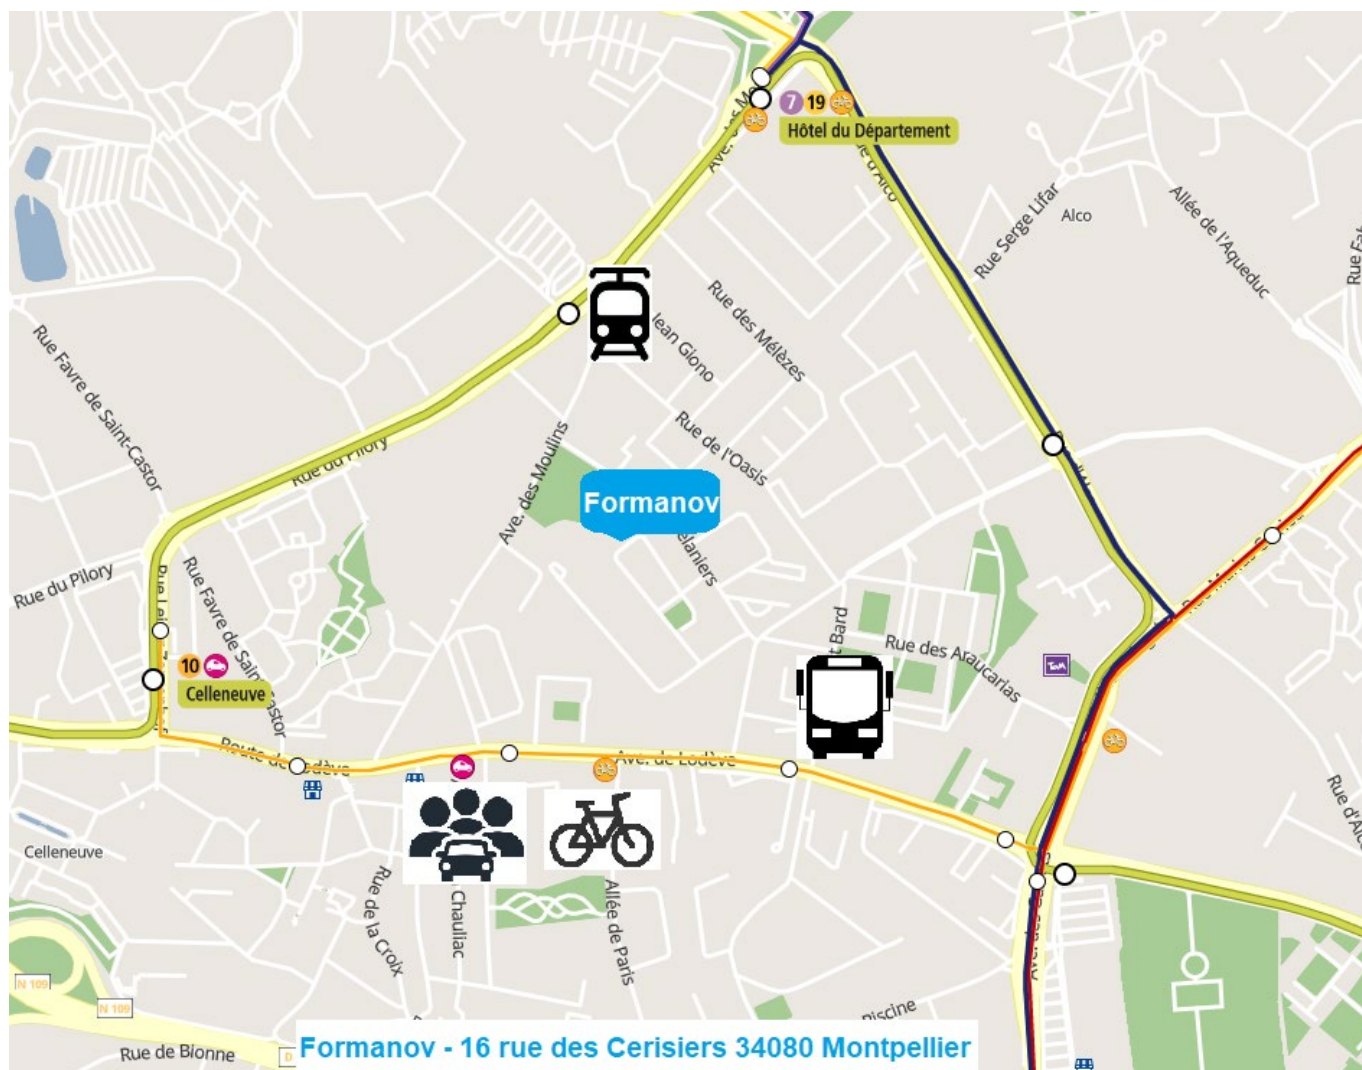 7 19
Hôtel du Département
Alco
Rue Serge Lifar
Allée de l'Aqueduc
Rue des Mélèzes
Jean Giono
Rue Favre de Saint-Castor
Rue de l'Oasis
Rue du Pilory
Ave. des Moulins
Formanov
Rue du Pilory
Rue Favre de Saint-Castor
Rue des Araucarias
10
Celleneuve
TaM
Route de Lodève
Ave. de Lodève
Celleneuve
Rue de la Croix
Chauliac
Allée de Paris
N 109
N 109
Piscine
Rue de Bionne
D
Formanov - 16 rue des Cerisiers 34080 Montpellier